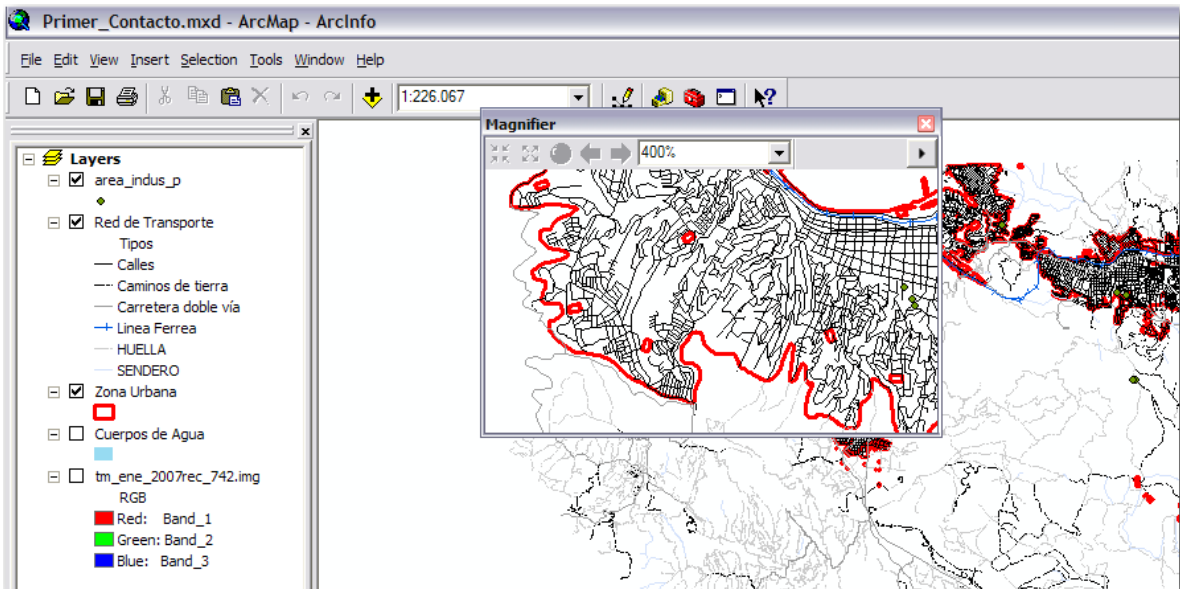 Primer_Contacto.mxd - ArcMap - ArcInfo
File Edit View Insert Selection Tools Window Help
1:226.067
Magnifier
400%
Layers
area_indus_p
Red de Transporte
Tipos
Calles
Caminos de tierra
Carretera doble vía
Linea Ferrea
HUELLA
SENDERO
Zona Urbana
Cuerpos de Agua
tm_ene_2007rec_742.img
RGB
Red: Band_1
Green: Band_2
Blue: Band_3